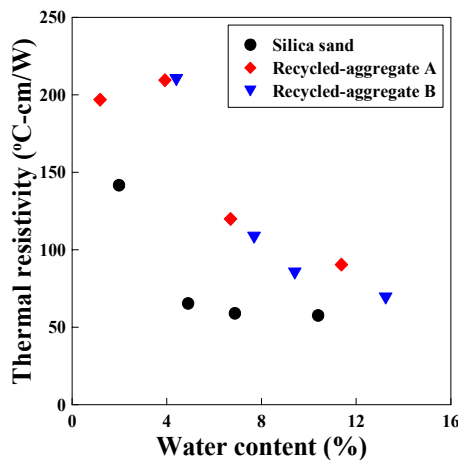 250
200
150
100
50
0
0
4
8
12
16
Thermal resistivity (°C-cm/W)
Water content (%)
Silica sand
Recycled-aggregate A
Recycled-aggregate B